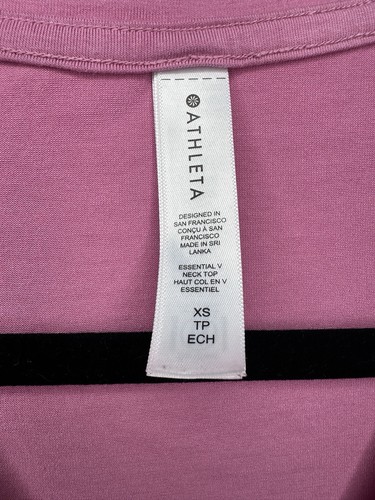 ATHLETA
DESIGNED IN
SAN FRANCISCO
CONÇU À SAN
FRANCISCO
MADE IN SRI
LANKA
ESSENTIAL V
NECK TOP
HAUT COL EN V
ESSENTIEL
XS
TP
ECH